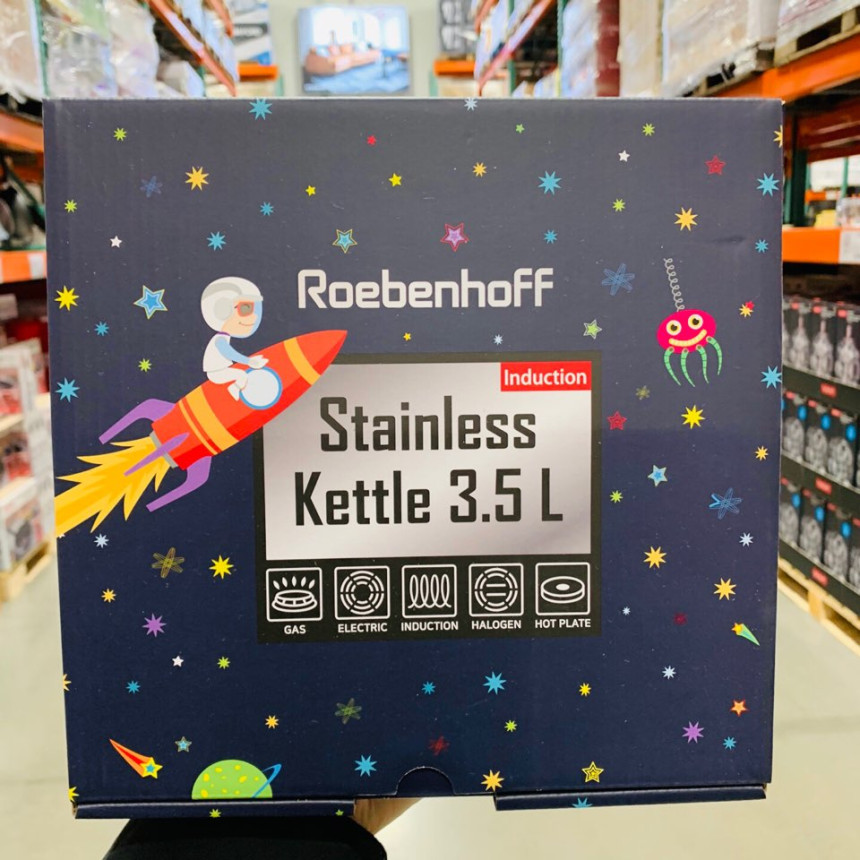 Roebenhoff
Induction
Stainless
Kettle 3.5 L
GAS
ELECTRIC
INDUCTION
HALOGEN
HOT PLATE